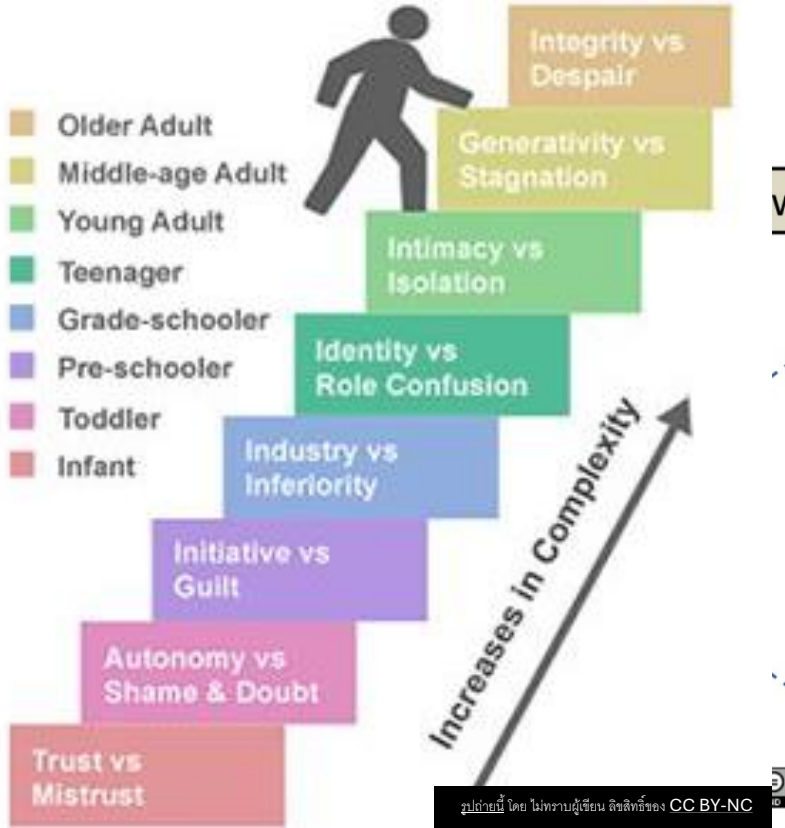 Integrity vs
Despair
Generativity vs
Stagnation
Intimacy vs
Isolation
Identity vs
Role Confusion
Industry vs
Inferiority
Initiative vs
Guilt
Autonomy vs
Shame & Doubt
Trust vs
Mistrust
Older Adult
Middle-age Adult
Young Adult
Teenager
Grade-schooler
Pre-schooler
Toddler
Infant
Increases in Complexity
รูปถ่ายนี้ โดย ไม่ทราบผู้เขียน ลิขสิทธิ์ของ CC BY-NC